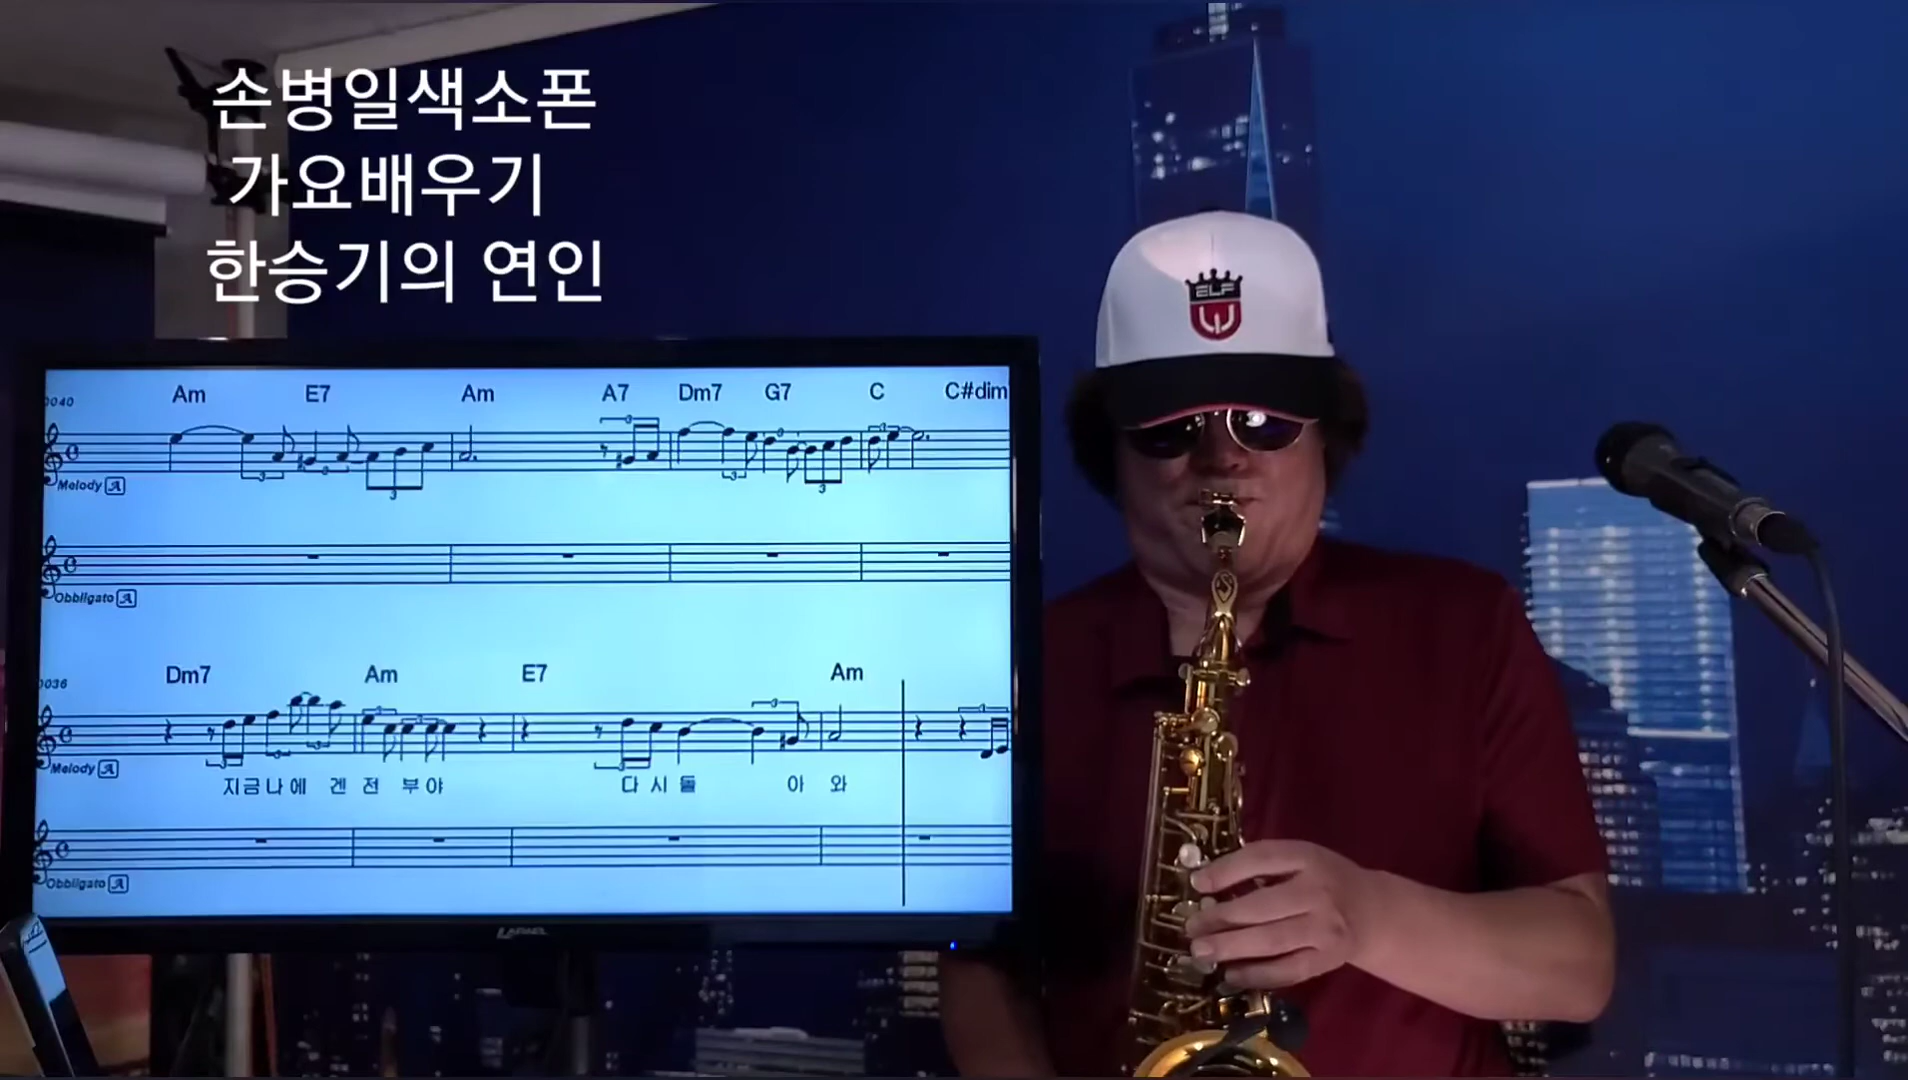 손병일색소폰
가요배우기
한승기의 연인
ELF
0040 Am E7 Am A7 Dm7 G7 C C#dim
Melody A
Obbligato A
0036 Dm7 Am E7 Am
Melody A
지금나에 겐 전 부야 다시돌 아 와
Obbligato A